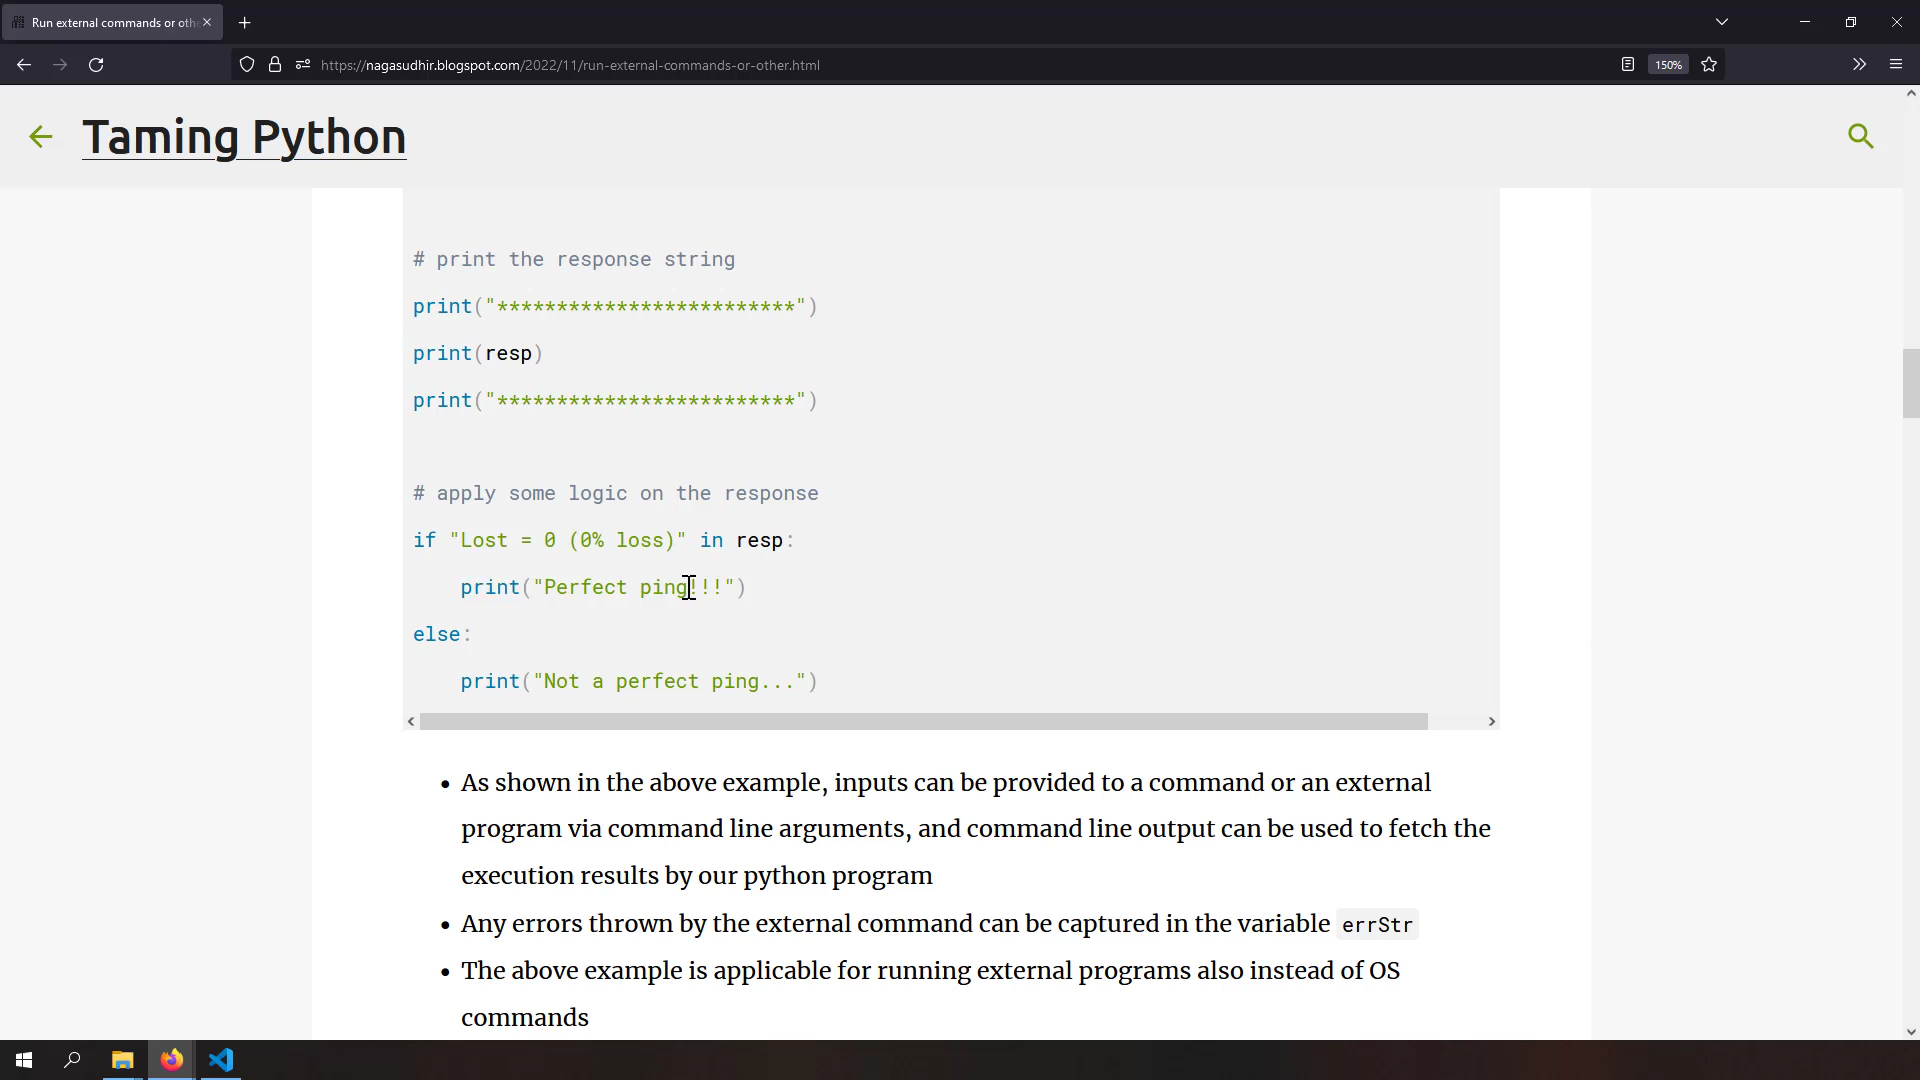 Run external commands or oth
https://nagasudhir.blogspot.com/2022/11/run-external-commands-or-other.html
150%
Taming Python
# print the response string
print("*************************")
print(resp)
print("*************************")
# apply some logic on the response
if "Lost = 0 (0% loss)" in resp:
    print("Perfect ping!!!")
else:
    print("Not a perfect ping...")
• As shown in the above example, inputs can be provided to a command or an external
program via command line arguments, and command line output can be used to fetch the
execution results by our python program
• Any errors thrown by the external command can be captured in the variable errStr
• The above example is applicable for running external programs also instead of OS
commands